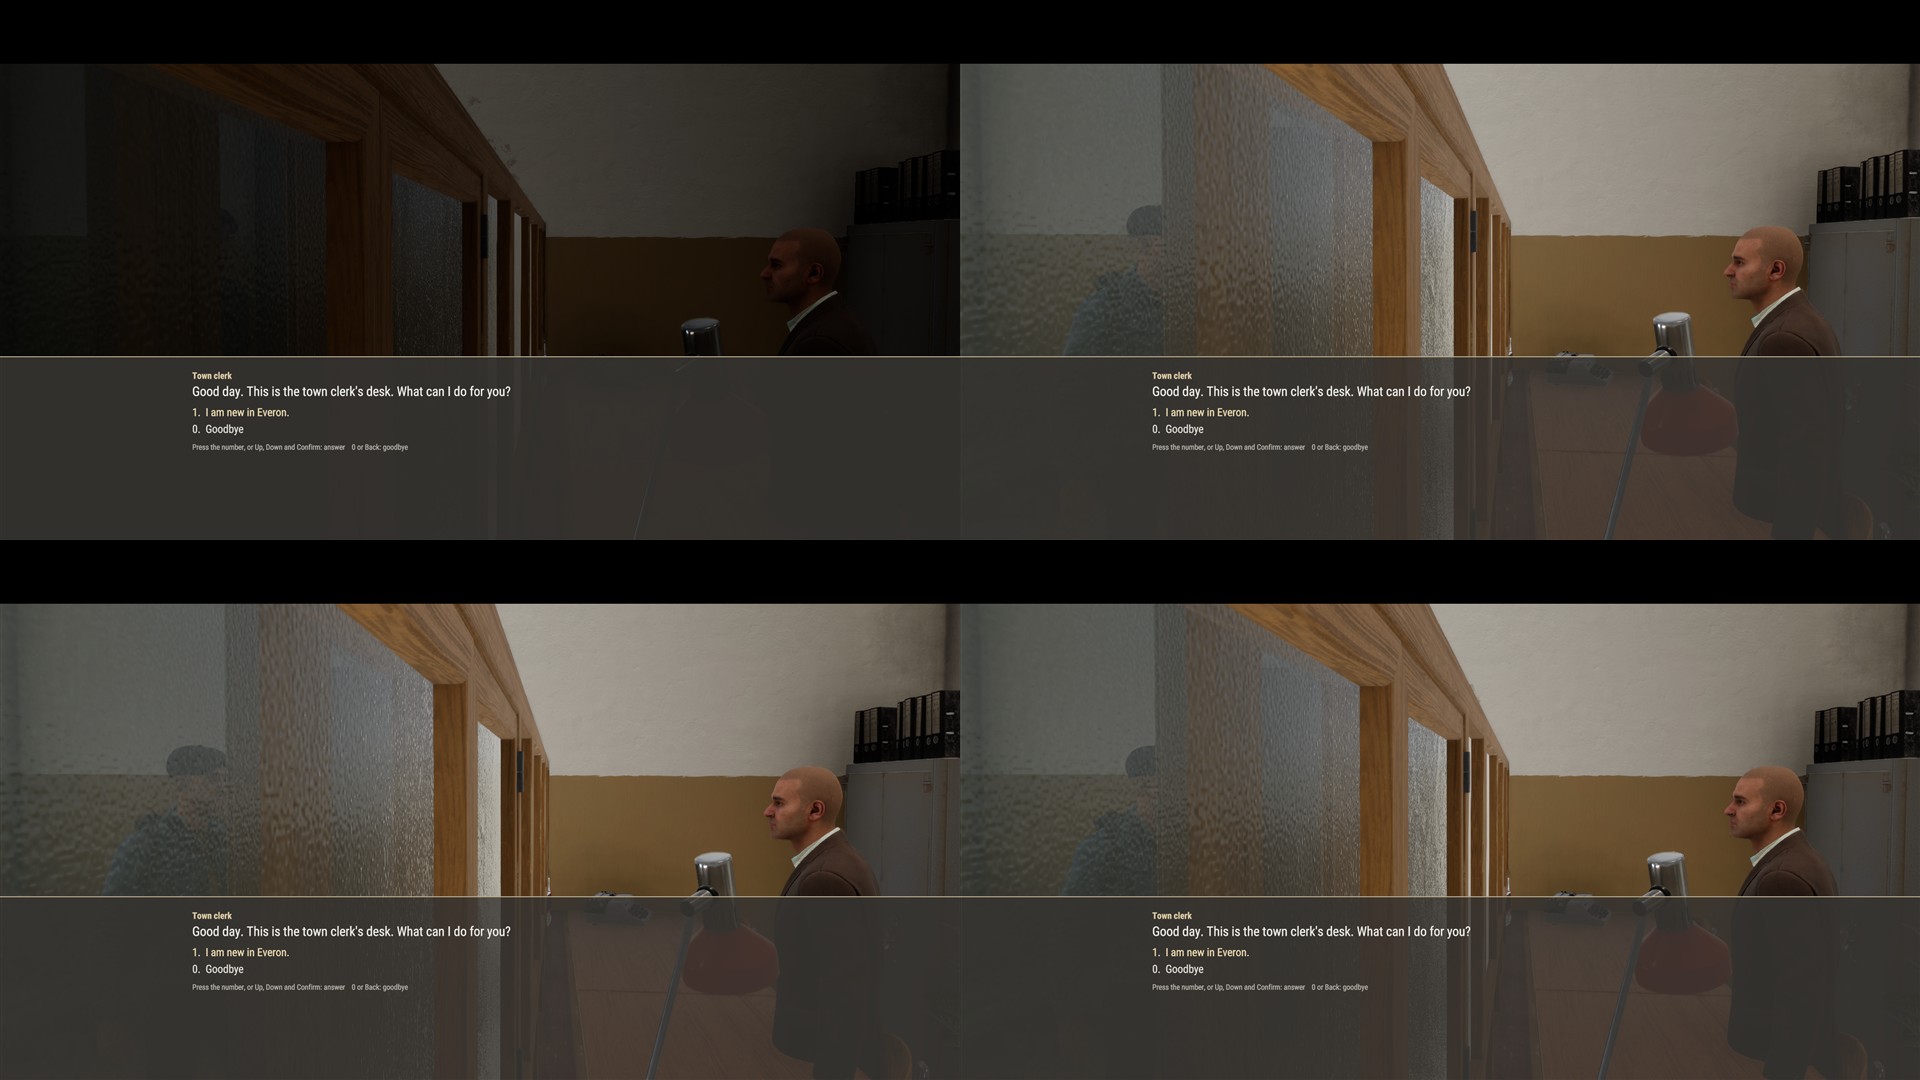 Town clerk
Good day. This is the town clerk's desk. What can I do for you?
1. I am new in Everon.
0. Goodbye
Press the number, or Up, Down and Confirm: answer 0 or Back: goodbye
Town clerk
Good day. This is the town clerk's desk. What can I do for you?
1. I am new in Everon.
0. Goodbye
Press the number, or Up, Down and Confirm: answer 0 or Back: goodbye
Town clerk
Good day. This is the town clerk's desk. What can I do for you?
1. I am new in Everon.
0. Goodbye
Press the number, or Up, Down and Confirm: answer 0 or Back: goodbye
Town clerk
Good day. This is the town clerk's desk. What can I do for you?
1. I am new in Everon.
0. Goodbye
Press the number, or Up, Down and Confirm: answer 0 or Back: goodbye